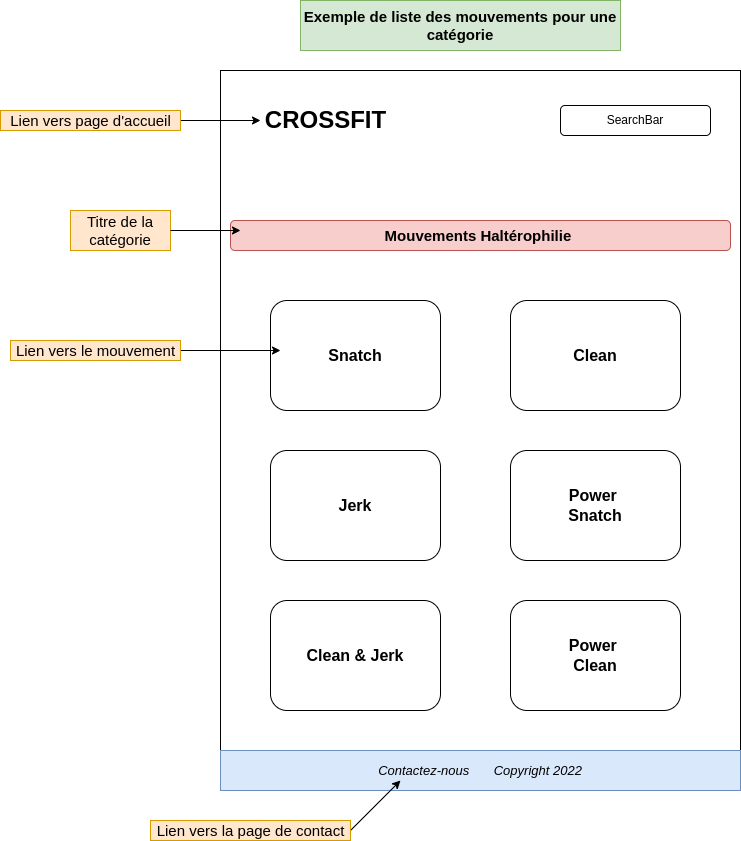 Exemple de liste des mouvements pour une
catégorie
Lien vers page d'accueil
CROSSFIT
SearchBar
Titre de la
catégorie
Mouvements Haltérophilie
Lien vers le mouvement
Snatch
Clean
Jerk
Power
Snatch
Clean & Jerk
Power
Clean
Contactez-nous Copyright 2022
Lien vers la page de contact